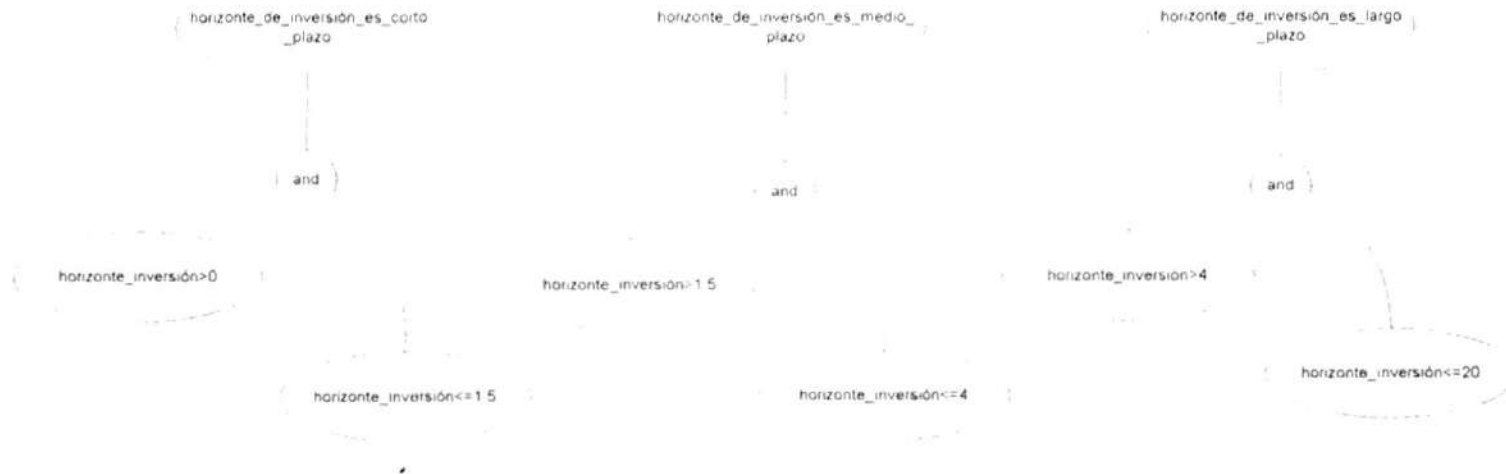 horizonte_de_inversión_es_corto
_plazo
horizonte_de_inversión_es_medio_
plazo
horizonte_de_inversión_es_largo
_plazo
and
and
and
horizonte_inversión>0
horizonte_inversión>1.5
horizonte_inversión>4
horizonte_inversión<=1.5
horizonte_inversión<=4
horizonte_inversión<=20